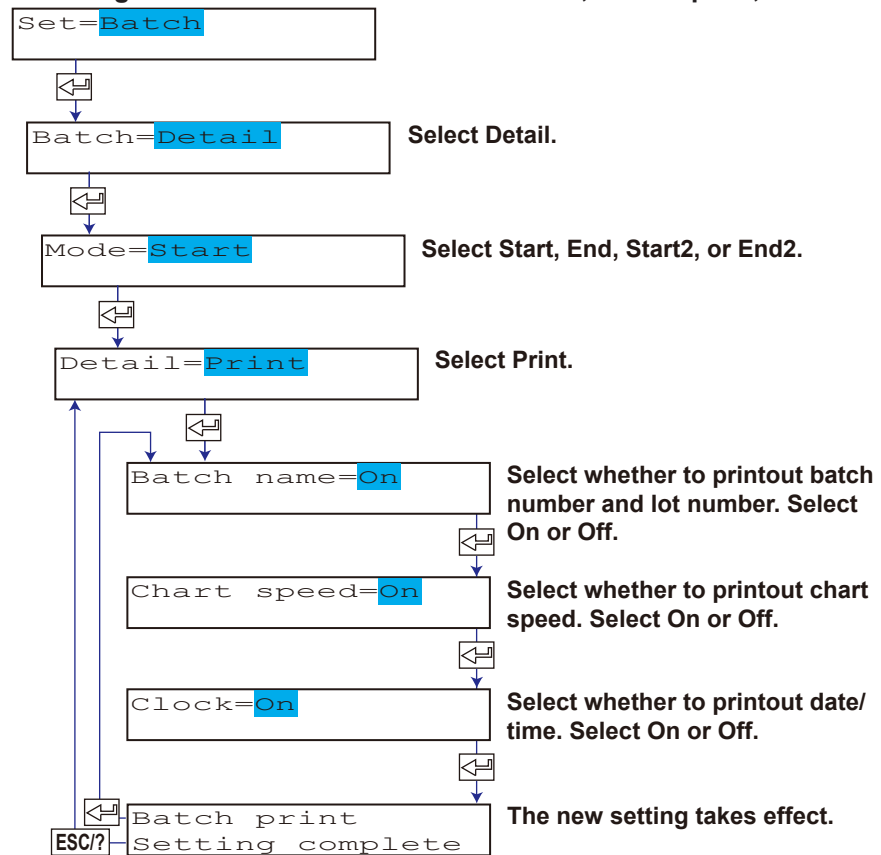 Set=Batch
Batch=Detail
Select Detail.
Mode=Start
Select Start, End, Start2, or End2.
Detail=Print
Select Print.
Batch name=On
Select whether to printout batch
number and lot number. Select
On or Off.
Chart speed=On
Select whether to printout chart
speed. Select On or Off.
Clock=On
Select whether to printout date/
time. Select On or Off.
Batch print
Setting complete
The new setting takes effect.
ESC/?